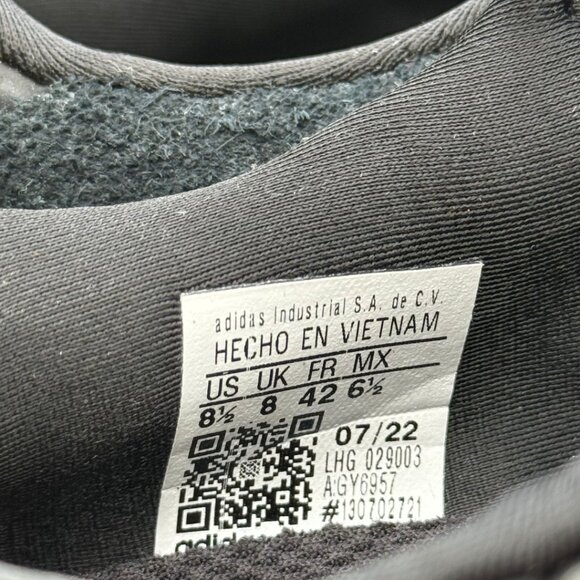 adidas Industrial S.A. de C.V.
HECHO EN VIETNAM
US UK FR MX
8½ 8 42 6½
07/22
LHG 029003
A:GY6957
#130702721
adidas